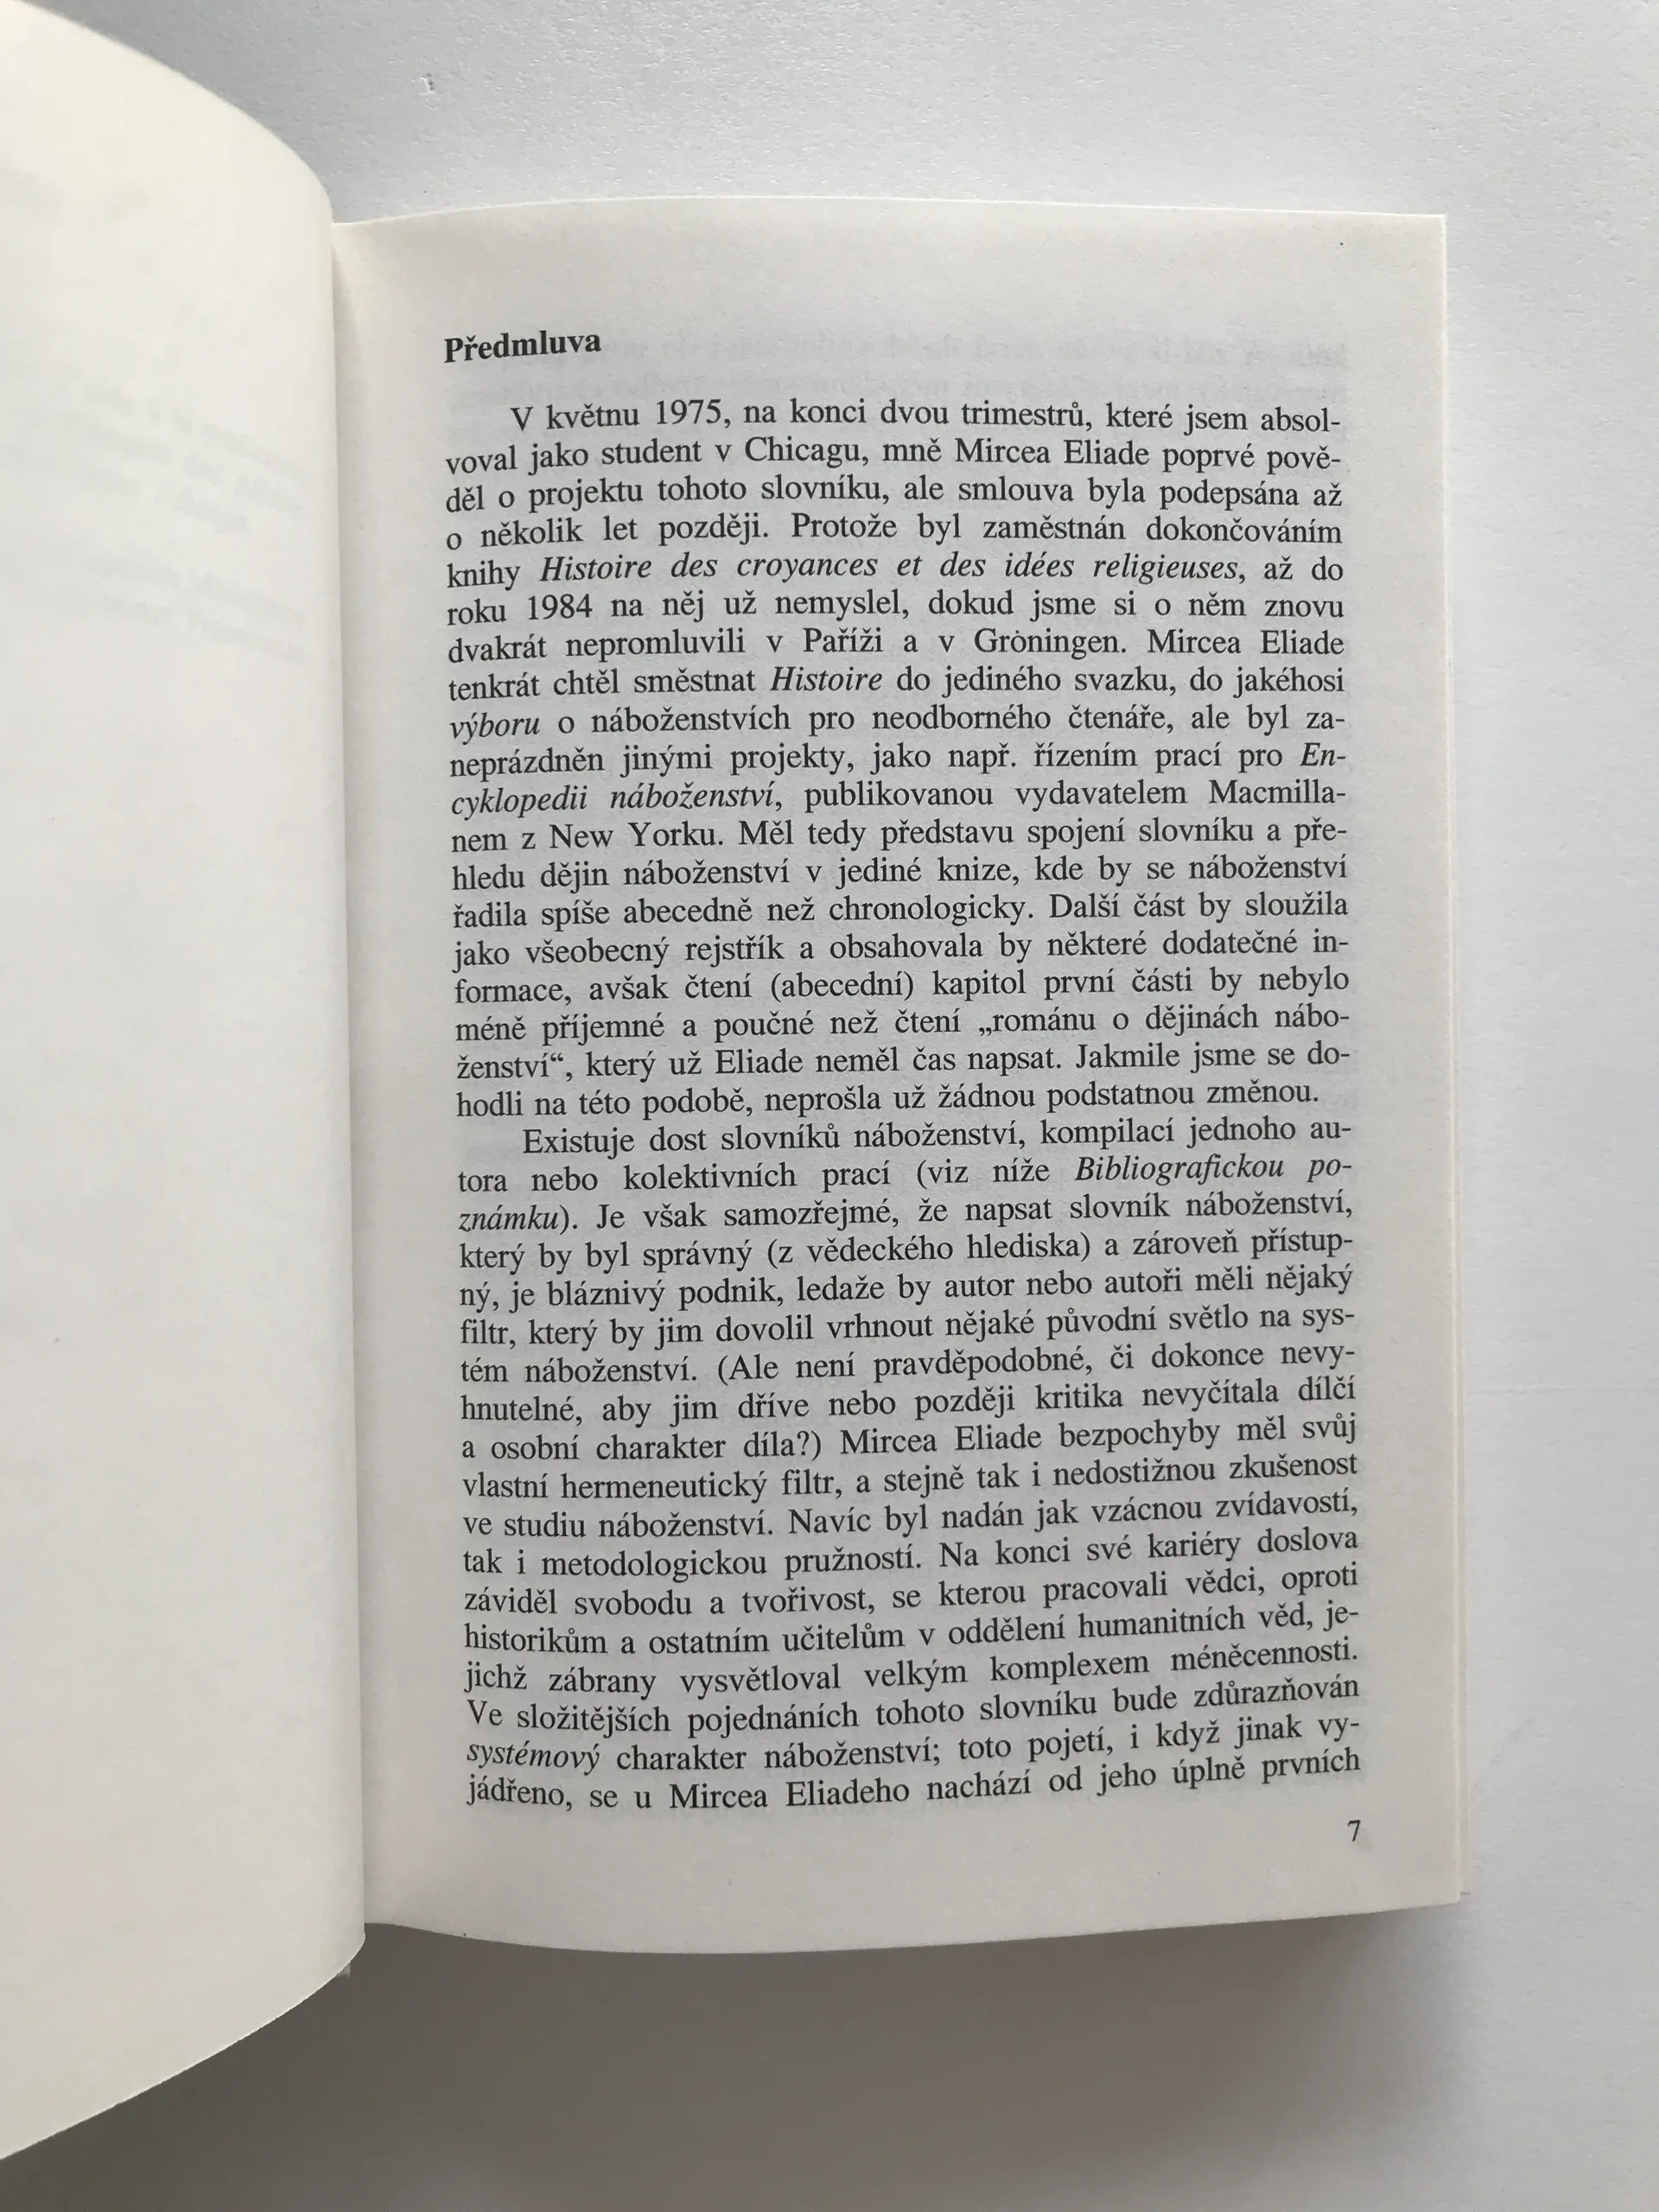 Předmluva
V květnu 1975, na konci dvou trimestrů, které jsem absol-
voval jako student v Chicagu, mně Mircea Eliade poprvé pově-
děl o projektu tohoto slovníku, ale smlouva byla podepsána až
o několik let později. Protože byl zaměstnán dokončováním
knihy Histoire des croyances et des idées religieuses, až do
roku 1984 na něj už nemyslel, dokud jsme si o něm znovu
dvakrát nepromluvili v Paříži a v Gröningen. Mircea Eliade
tenkrát chtěl směstnat Histoire do jediného svazku, do jakéhosi
výboru o náboženstvích pro neodborného čtenáře, ale byl za-
neprázdněn jinými projekty, jako např. řízením prací pro En-
cyklopedii náboženství, publikovanou vydavatelem Macmilla-
nem z New Yorku. Měl tedy představu spojení slovníku a pře-
hledu dějin náboženství v jediné knize, kde by se náboženství
řadila spíše abecedně než chronologicky. Další část by sloužila
jako všeobecný rejstřík a obsahovala by některé dodatečné in-
formace, avšak čtení (abecední) kapitol první části by nebylo
méně příjemné a poučné než čtení „románu o dějinách nábo-
ženství“, který už Eliade neměl čas napsat. Jakmile jsme se do-
hodli na této podobě, neprošla už žádnou podstatnou změnou.
Existuje dost slovníků náboženství, kompilací jednoho au-
tora nebo kolektivních prací (viz níže Bibliografickou po-
známku). Je však samozřejmé, že napsat slovník náboženství,
který by byl správný (z vědeckého hlediska) a zároveň přístup-
ný, je bláznivý podnik, ledaže by autor nebo autoři měli nějaký
filtr, který by jim dovolil vrhnout nějaké původní světlo na sys-
tém náboženství. (Ale není pravděpodobné, či dokonce nevy-
hnutelné, aby jim dříve nebo později kritika nevyčítala dílčí
a osobní charakter díla?) Mircea Eliade bezpochyby měl svůj
vlastní hermeneutický filtr, a stejně tak i nedostižnou zkušenost
ve studiu náboženství. Navíc byl nadán jak vzácnou zvídavostí,
tak i metodologickou pružností. Na konci své kariéry doslova
záviděl svobodu a tvořivost, se kterou pracovali vědci, oproti
historikům a ostatním učitelům v oddělení humanitních věd, je-
jichž zábrany vysvětloval velkým komplexem méněcennosti.
Ve složitějších pojednáních tohoto slovníku bude zdůrazňován
systémový charakter náboženství; toto pojetí, i když jinak vy-
jádřeno, se u Mircea Eliadeho nachází od jeho úplně prvních
7